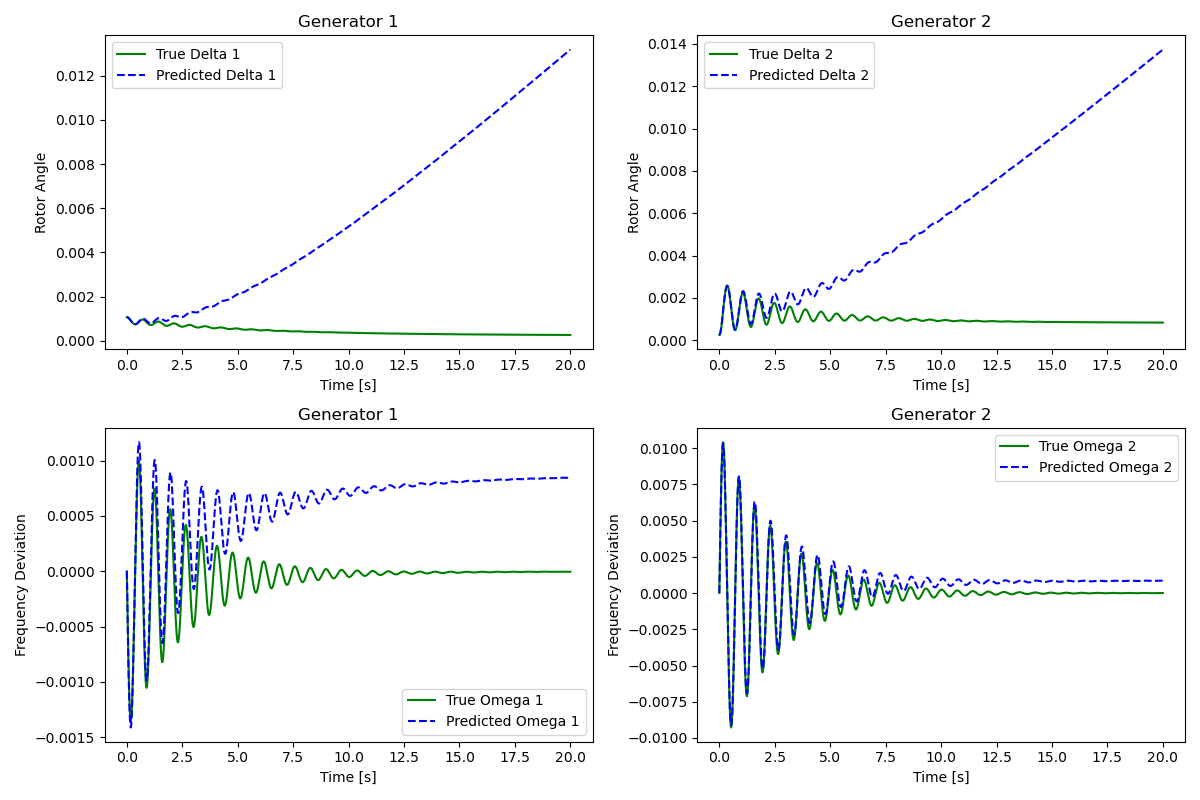 Generator 1
True Delta 1
Predicted Delta 1
Rotor Angle
0.012
0.010
0.008
0.006
0.004
0.002
0.000
0.0 2.5 5.0 7.5 10.0 12.5 15.0 17.5 20.0
Time [s]
Generator 2
True Delta 2
Predicted Delta 2
Rotor Angle
0.014
0.012
0.010
0.008
0.006
0.004
0.002
0.000
0.0 2.5 5.0 7.5 10.0 12.5 15.0 17.5 20.0
Time [s]
Generator 1
Frequency Deviation
0.0010
0.0005
0.0000
−0.0005
−0.0010
−0.0015
True Omega 1
Predicted Omega 1
0.0 2.5 5.0 7.5 10.0 12.5 15.0 17.5 20.0
Time [s]
Generator 2
True Omega 2
Predicted Omega 2
Frequency Deviation
0.0100
0.0075
0.0050
0.0025
0.0000
−0.0025
−0.0050
−0.0075
−0.0100
0.0 2.5 5.0 7.5 10.0 12.5 15.0 17.5 20.0
Time [s]